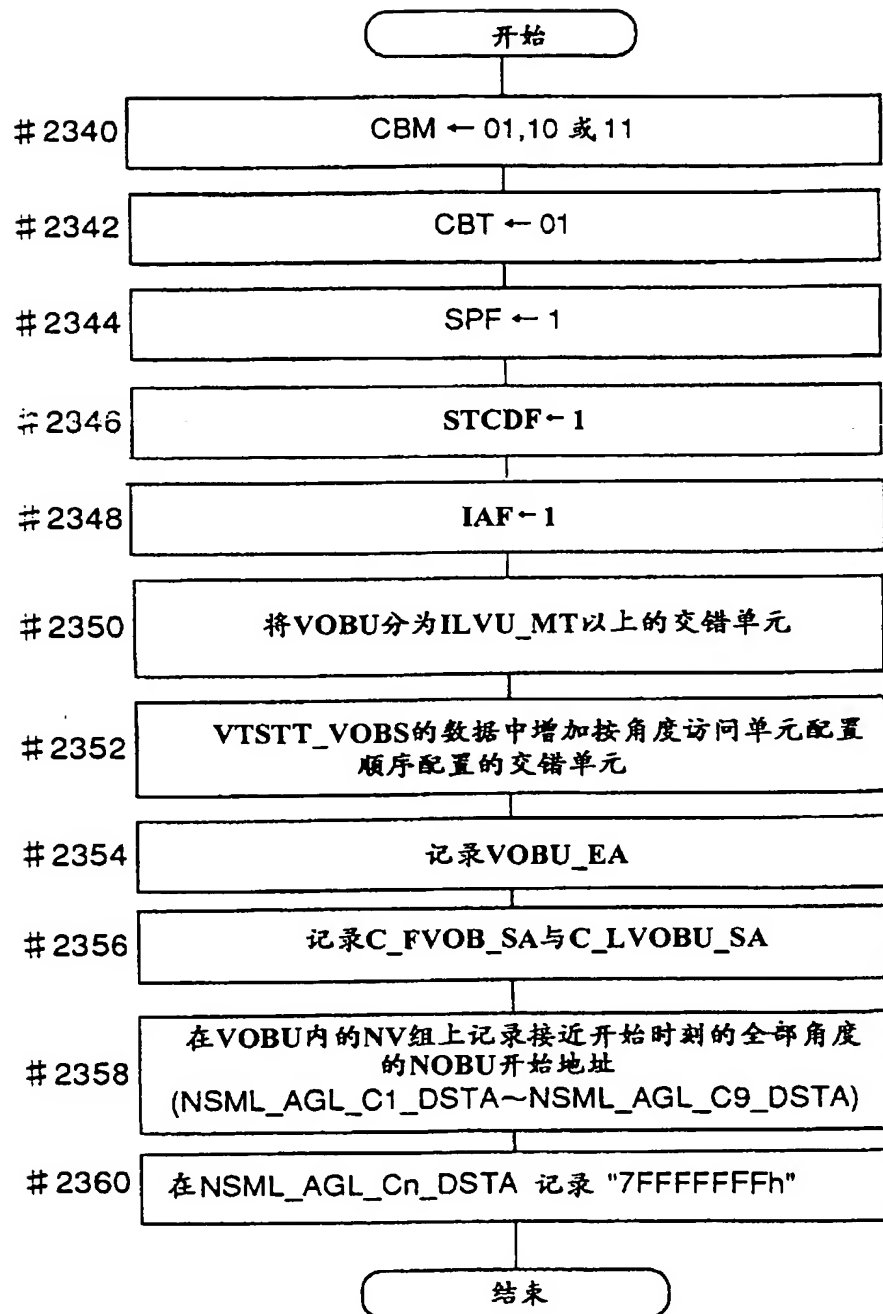 开始
#2340 CBM ← 01,10 或 11
#2342 CBT ← 01
#2344 SPF ← 1
#2346 STCDF ← 1
#2348 IAF ← 1
#2350 将VOBU分为ILVU_MT以上的交错单元
#2352 VTSTT_VOBS的数据中增加按角度访问单元配置
顺序配置的交错单元
#2354 记录VOBU_EA
#2356 记录C_FVOB_SA与C_LVOBU_SA
在VOBU内的NV组上记录接近开始时刻的全部角度
#2358 的NOBU开始地址
(NSML_AGL_C1_DSTA～NSML_AGL_C9_DSTA)
#2360 在NSML_AGL_Cn_DSTA 记录 "7FFFFFFFh"
结束